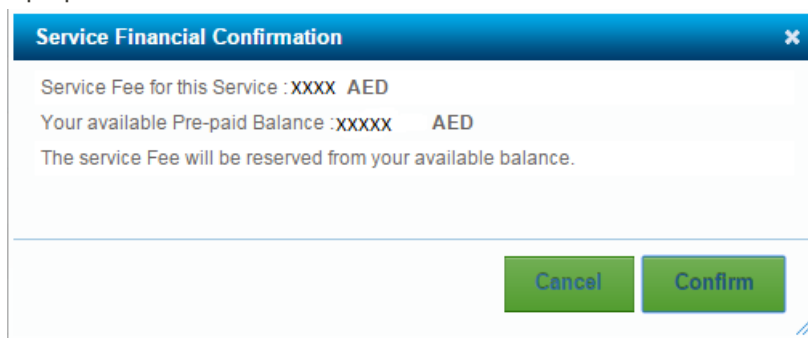 Service Financial Confirmation ×
Service Fee for this Service : XXXX AED
Your available Pre-paid Balance : XXXXX AED
The service Fee will be reserved from your available balance.
Cancel Confirm